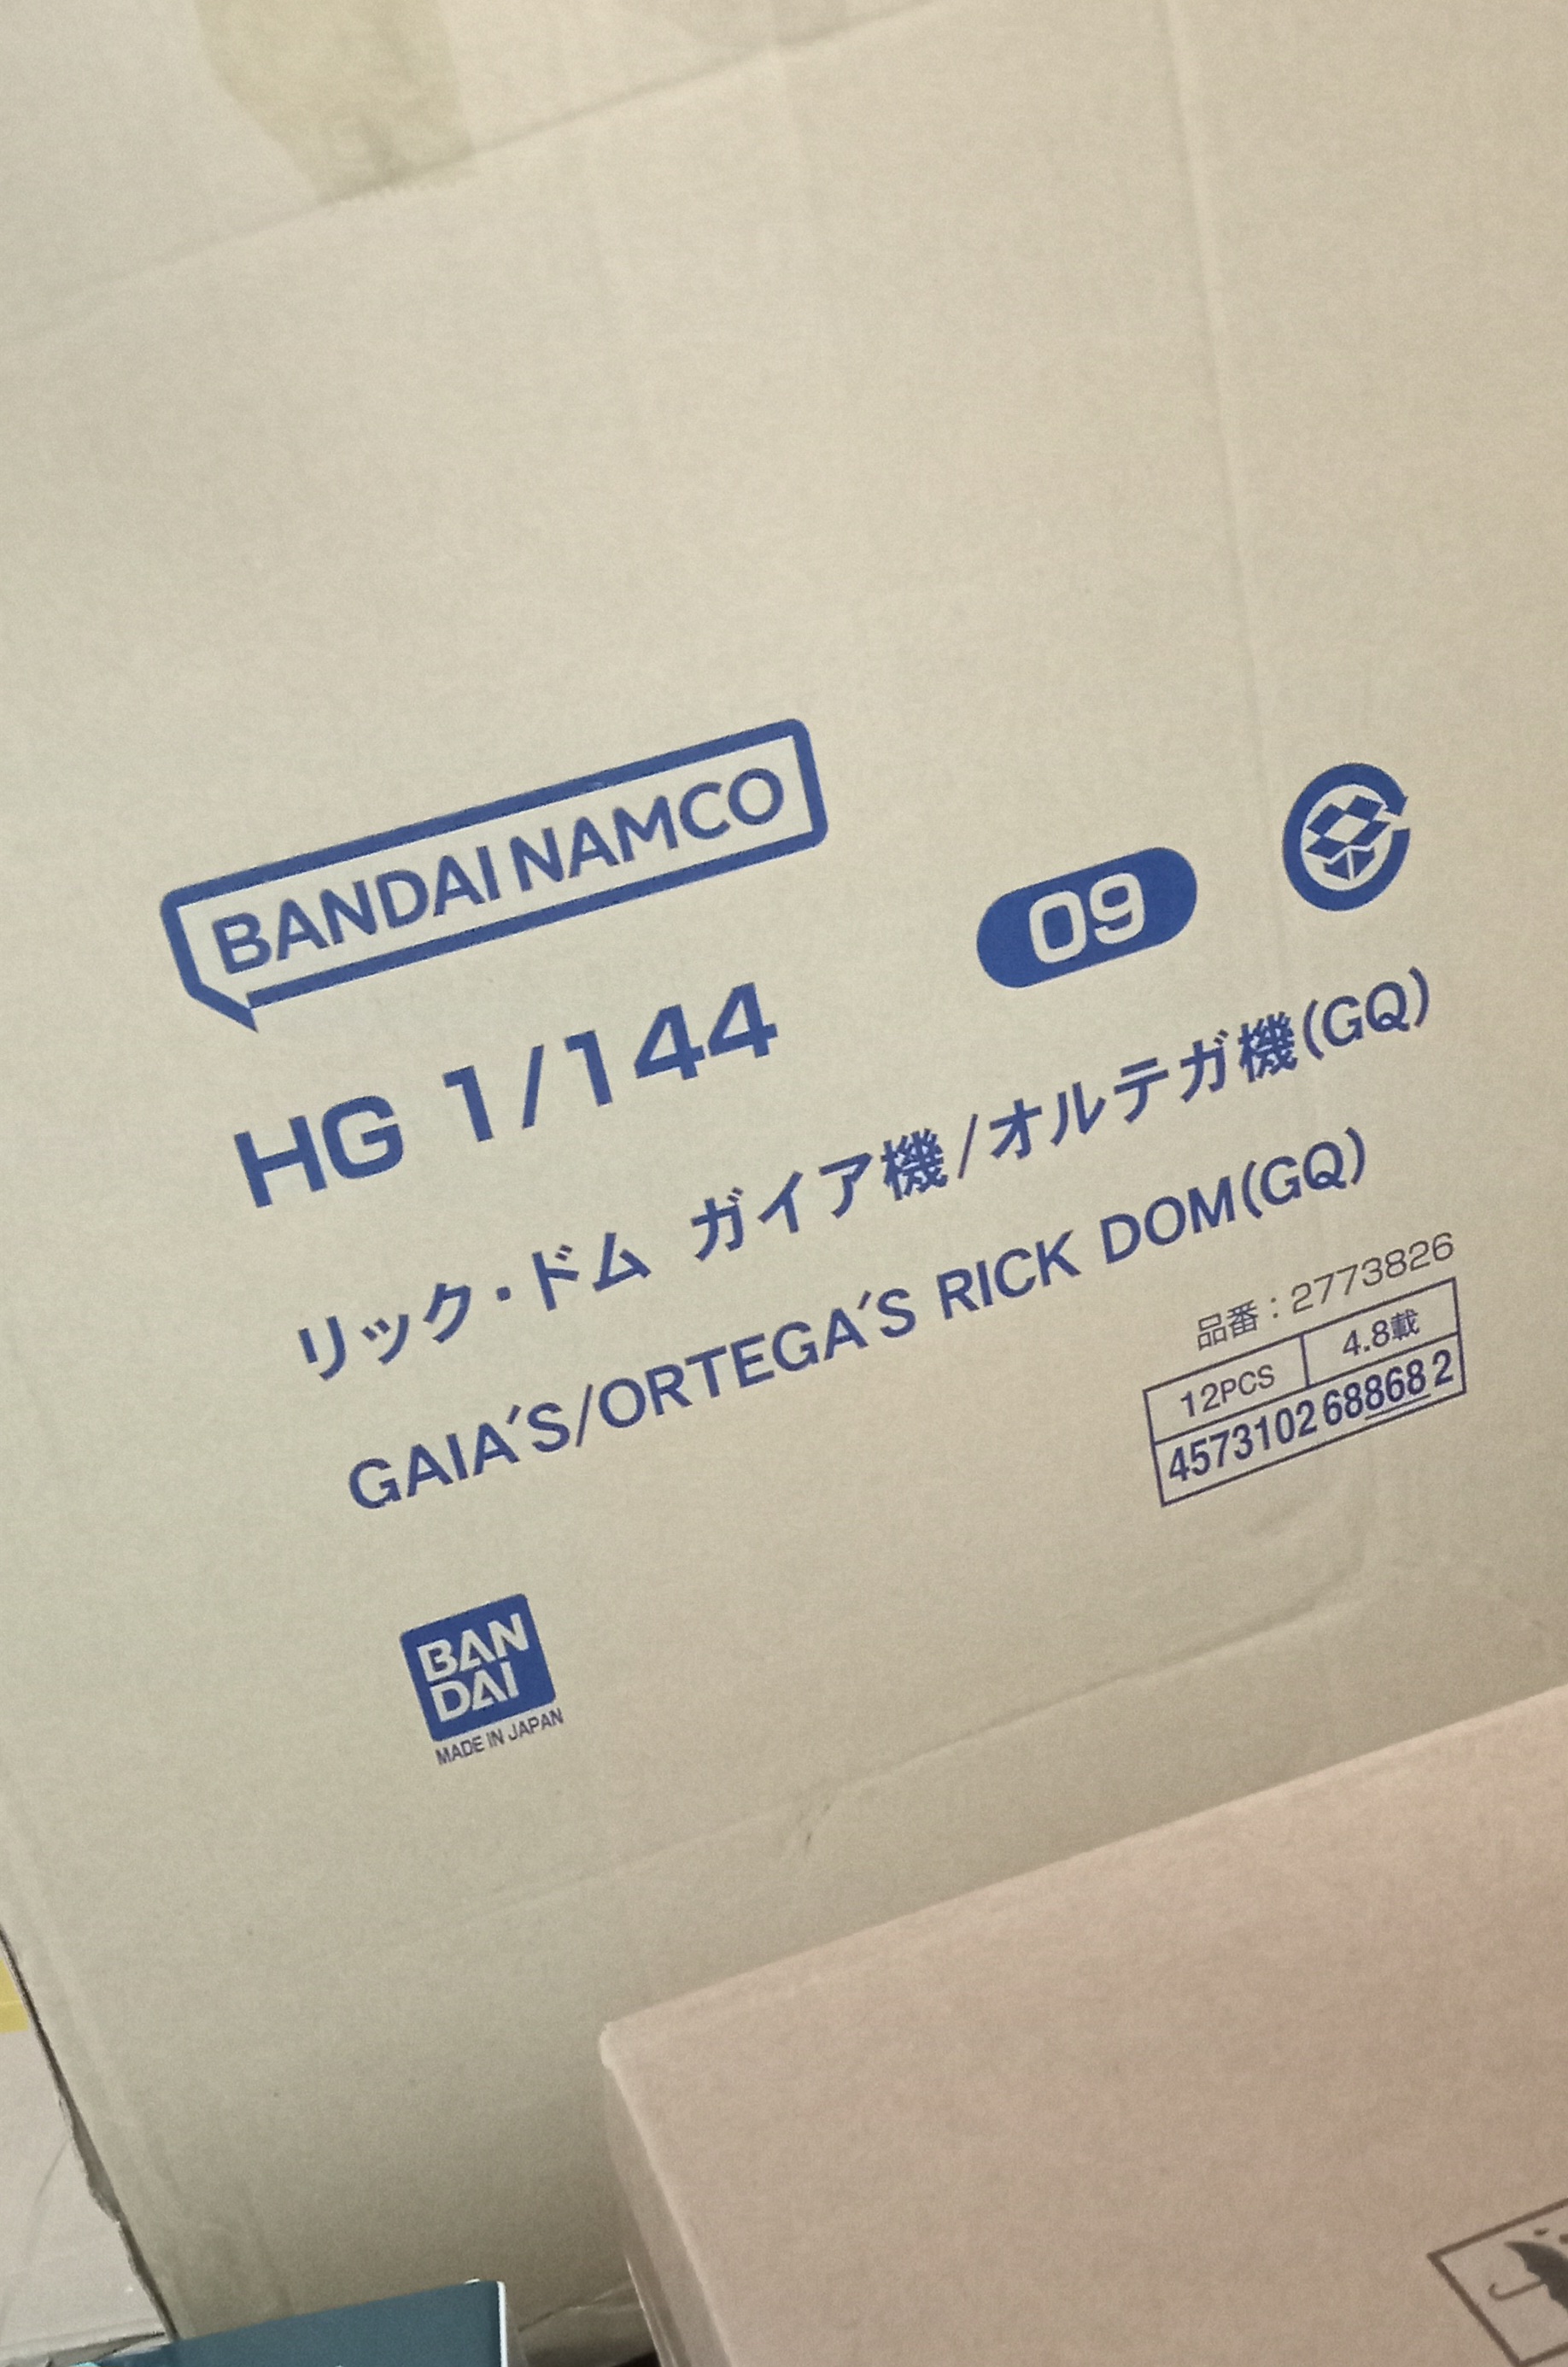 BANDAI NAMCO
09
HG 1/144
リック・ドム ガイア機/オルテガ機(GQ)
GAIA'S/ORTEGA'S RICK DOM(GQ)
品番：2773826
12PCS 4.8載
4573102 68868 2
BAN
DAI
MADE IN JAPAN